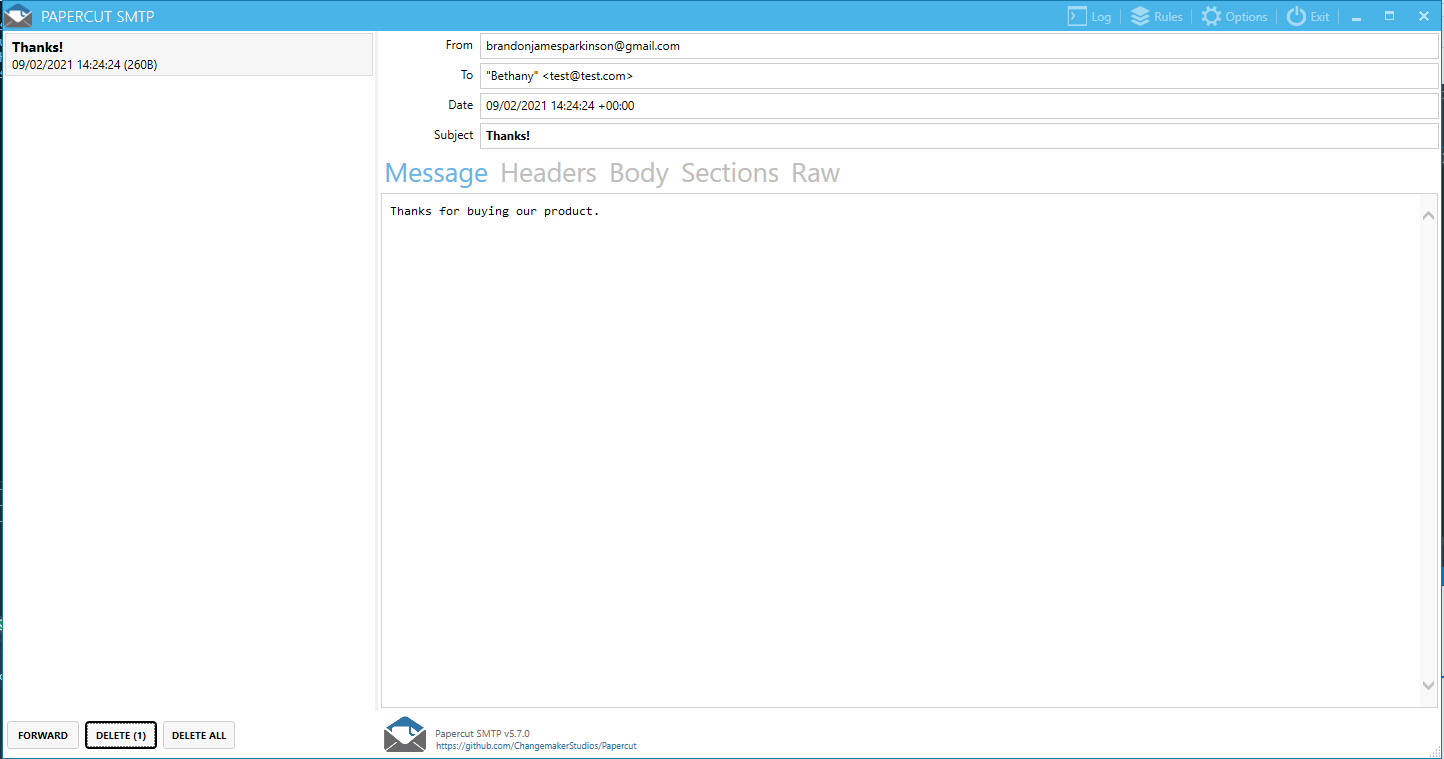 PAPERCUT SMTP
Log
Rules
Options
Exit
Thanks!
09/02/2021 14:24:24 (260B)
From brandonjamesparkinson@gmail.com
To "Bethany" <test@test.com>
Date 09/02/2021 14:24:24 +00:00
Subject Thanks!
Message Headers Body Sections Raw
Thanks for buying our product.
FORWARD
DELETE (1)
DELETE ALL
Papercut SMTP v5.7.0
https://github.com/ChangemakerStudios/Papercut